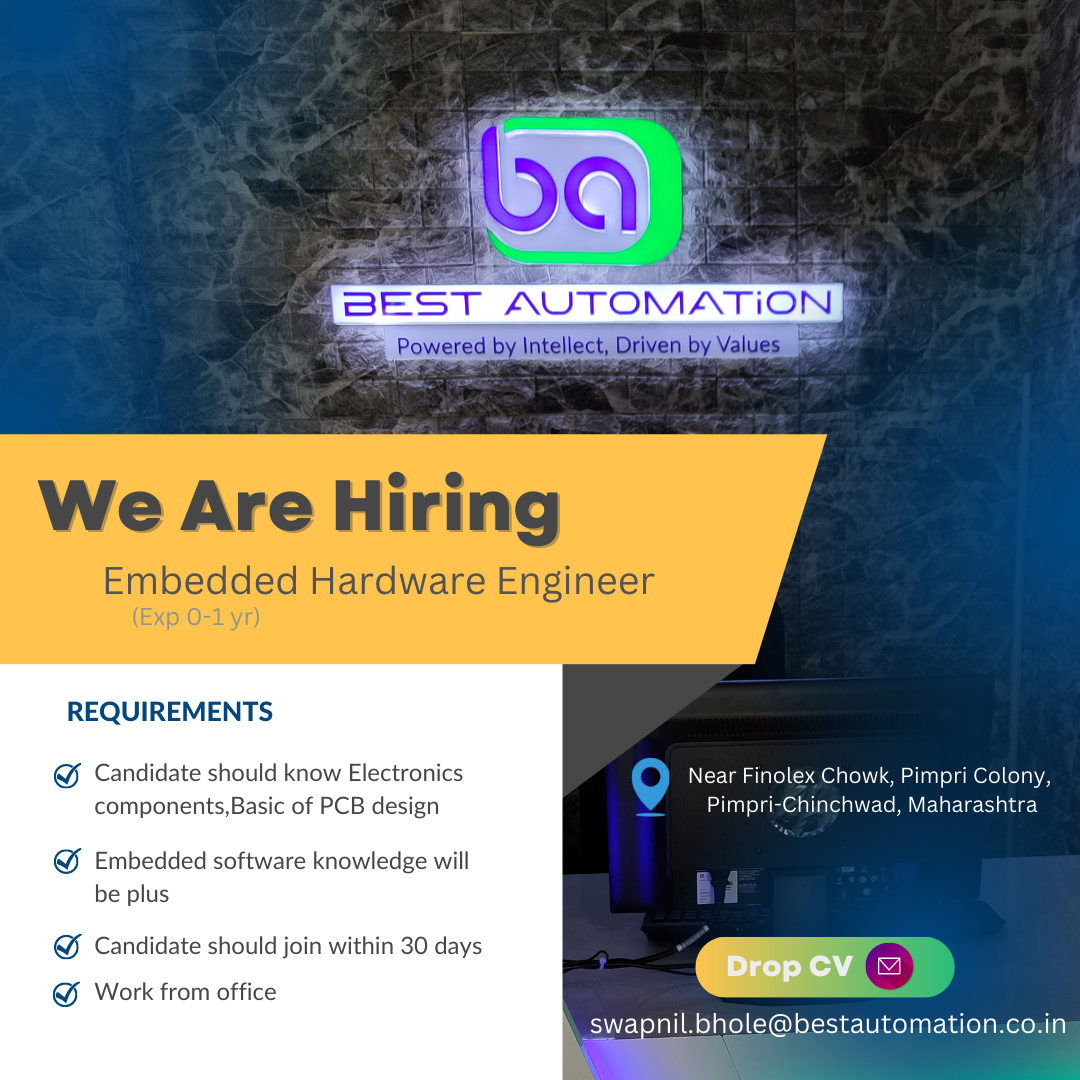 ba
BEST AUTOMATiON
Powered by Intellect, Driven by Values
We Are Hiring
Embedded Hardware Engineer
(Exp 0-1 yr)
REQUIREMENTS
Candidate should know Electronics
components,Basic of PCB design
Embedded software knowledge will
be plus
Candidate should join within 30 days
Work from office
Near Finolex Chowk, Pimpri Colony,
Pimpri-Chinchwad, Maharashtra
Drop CV
swapnil.bhole@bestautomation.co.in